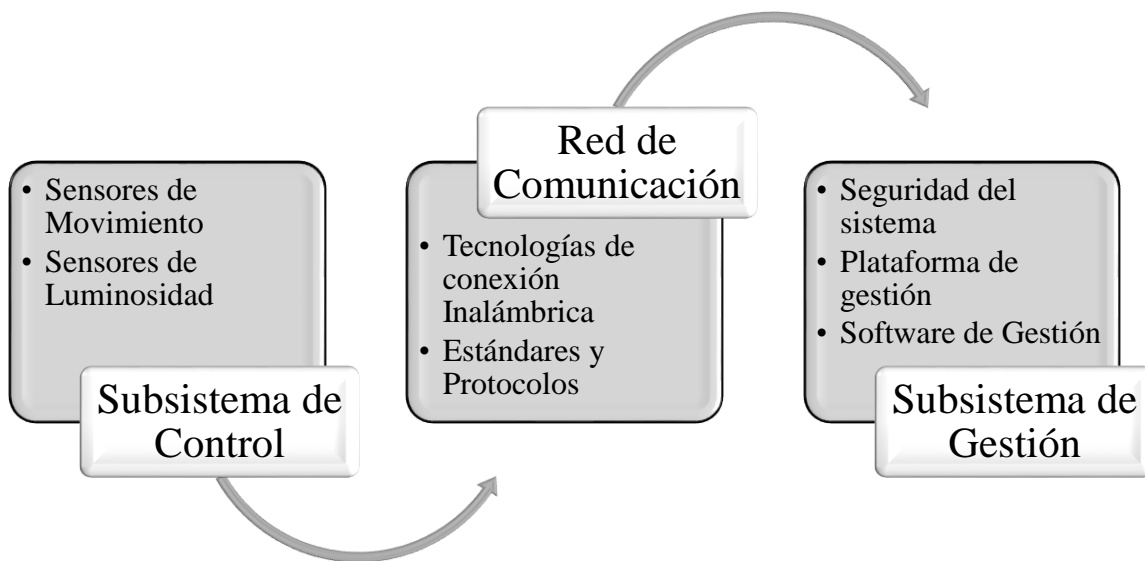 • Sensores de
Movimiento
• Sensores de
Luminosidad
Subsistema de
Control
Red de
Comunicación
• Tecnologías de
conexión
Inalámbrica
• Estándares y
Protocolos
• Seguridad del
sistema
• Plataforma de
gestión
• Software de Gestión
Subsistema de
Gestión